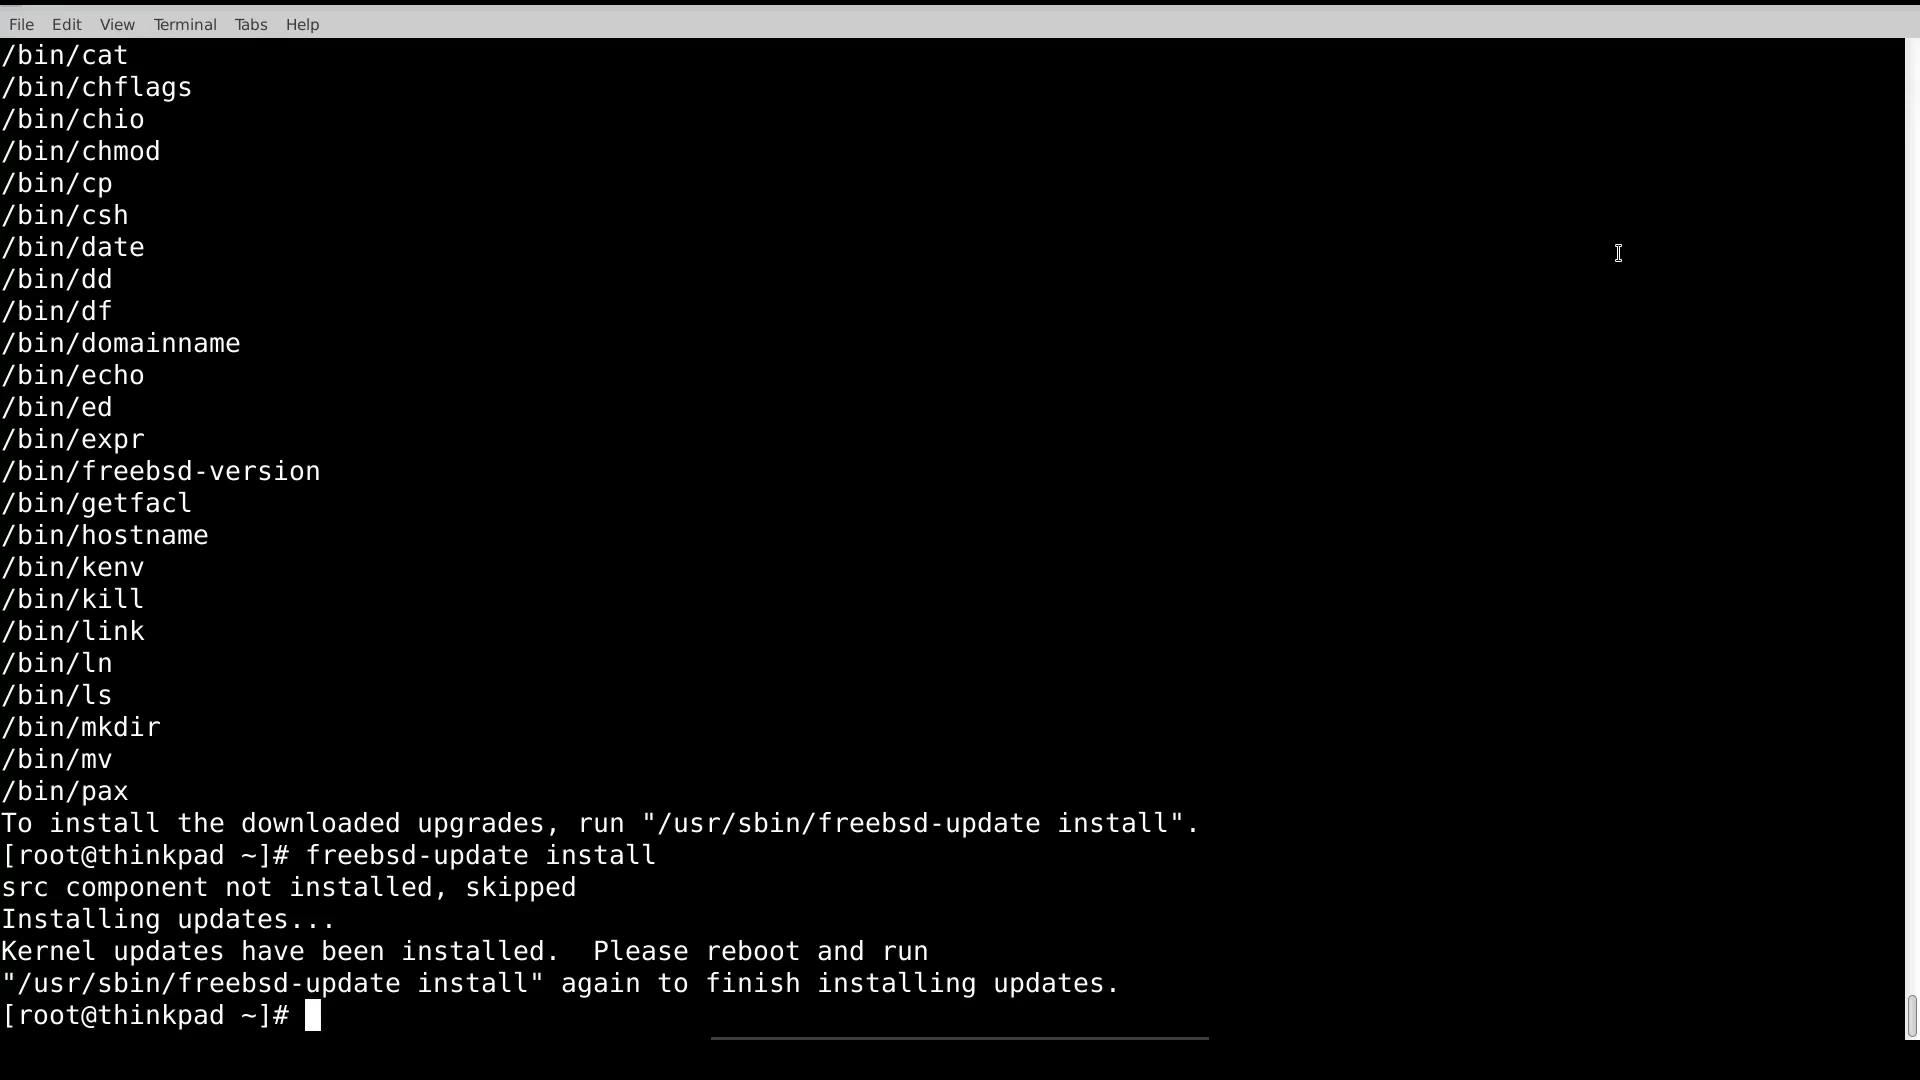 File Edit View Terminal Tabs Help
/bin/cat
/bin/chflags
/bin/chio
/bin/chmod
/bin/cp
/bin/csh
/bin/date
/bin/dd
/bin/df
/bin/domainname
/bin/echo
/bin/ed
/bin/expr
/bin/freebsd-version
/bin/getfacl
/bin/hostname
/bin/kenv
/bin/kill
/bin/link
/bin/ln
/bin/ls
/bin/mkdir
/bin/mv
/bin/pax
To install the downloaded upgrades, run "/usr/sbin/freebsd-update install".
[root@thinkpad ~]# freebsd-update install
src component not installed, skipped
Installing updates...
Kernel updates have been installed.  Please reboot and run
"/usr/sbin/freebsd-update install" again to finish installing updates.
[root@thinkpad ~]#